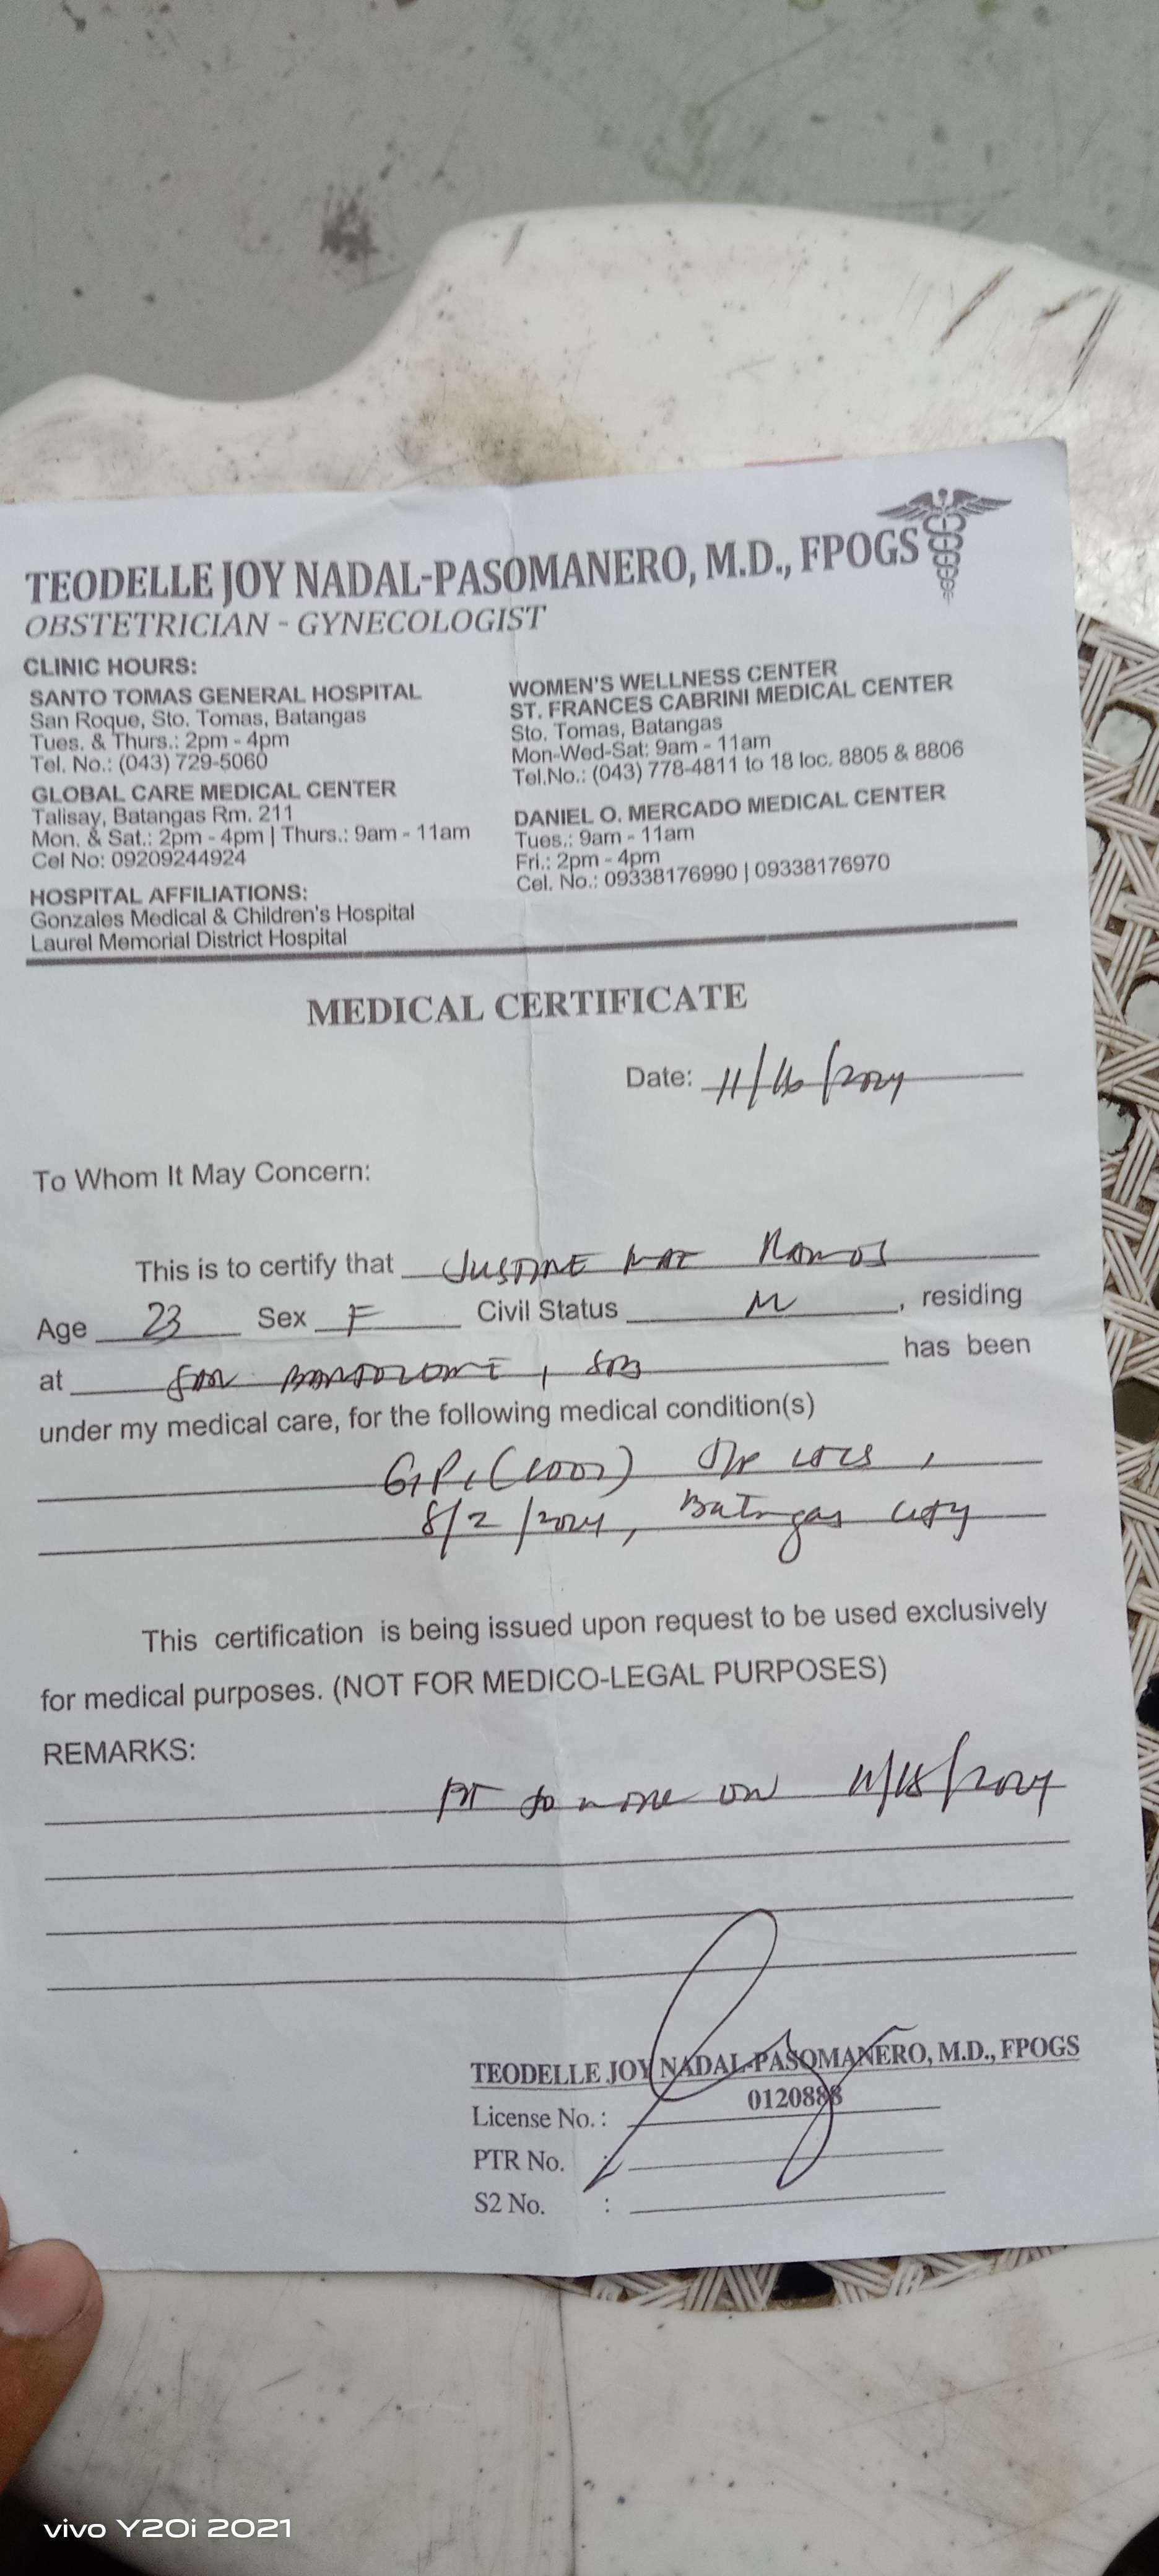 TEODELLE JOY NADAL-PASOMANERO, M.D., FPOGS
OBSTETRICIAN - GYNECOLOGIST
CLINIC HOURS:
SANTO TOMAS GENERAL HOSPITAL
San Roque, Sto. Tomas, Batangas
Tues. & Thurs.: 2pm - 4pm
Tel. No.: (043) 729-5060
GLOBAL CARE MEDICAL CENTER
Talisay, Batangas Rm. 211
Mon. & Sat.: 2pm - 4pm | Thurs.: 9am - 11am
Cel No: 09209244924
HOSPITAL AFFILIATIONS:
Gonzales Medical & Children's Hospital
Laurel Memorial District Hospital
WOMEN'S WELLNESS CENTER
ST. FRANCES CABRINI MEDICAL CENTER
Sto. Tomas, Batangas
Mon-Wed-Sat: 9am - 11am
Tel.No.: (043) 778-4811 to 18 loc. 8805 & 8806
DANIEL O. MERCADO MEDICAL CENTER
Tues.: 9am - 11am
Fri.: 2pm - 4pm
Cel. No.: 09338176990 | 09338176970
MEDICAL CERTIFICATE
Date: 11/16/2024
To Whom It May Concern:
This is to certify that Justine Mae Ramos
Age 23 Sex F Civil Status M, residing
at San Bartolome, has been
under my medical care, for the following medical condition(s)
G1P1 (1001) S/P LTCS,
8/2/2024, Batangas City
This certification is being issued upon request to be used exclusively
for medical purposes. (NOT FOR MEDICO-LEGAL PURPOSES)
REMARKS:
to work on 11/18/2024
TEODELLE JOY NADAL-PASOMAÑERO, M.D., FPOGS
License No.: 0120888
PTR No. :
S2 No. :
vivo Y20i 2021